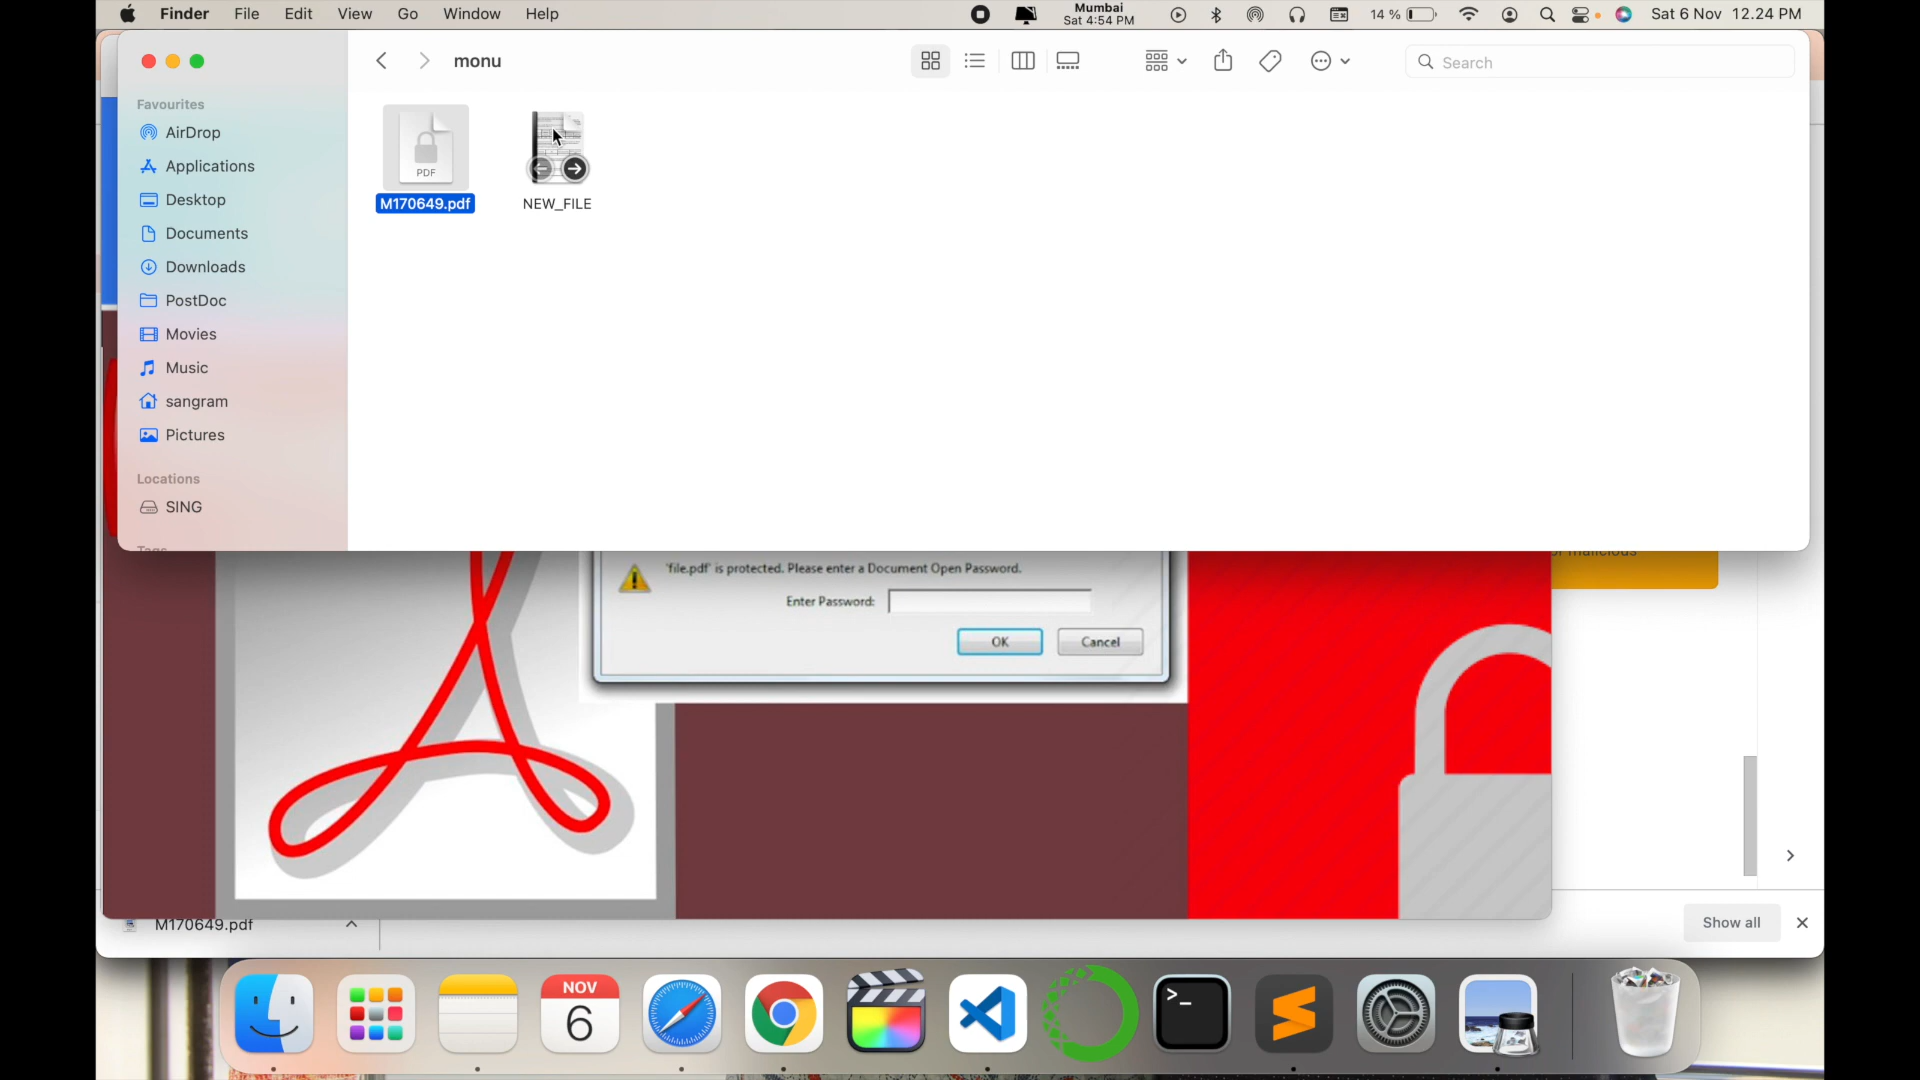 Finder File Edit View Go Window Help
Mumbai
Sat 4:54 PM
14 %
Sat 6 Nov 12.24 PM
monu
Search
Favourites
AirDrop
Applications
Desktop
Documents
Downloads
PostDoc
Movies
Music
sangram
Pictures
Locations
SING
Tags
PDF
M170649.pdf
NEW_FILE
or malicious
'file.pdf' is protected. Please enter a Document Open Password.
Enter Password:
OK
Cancel
M170649.pdf
Show all
NOV
6
>_